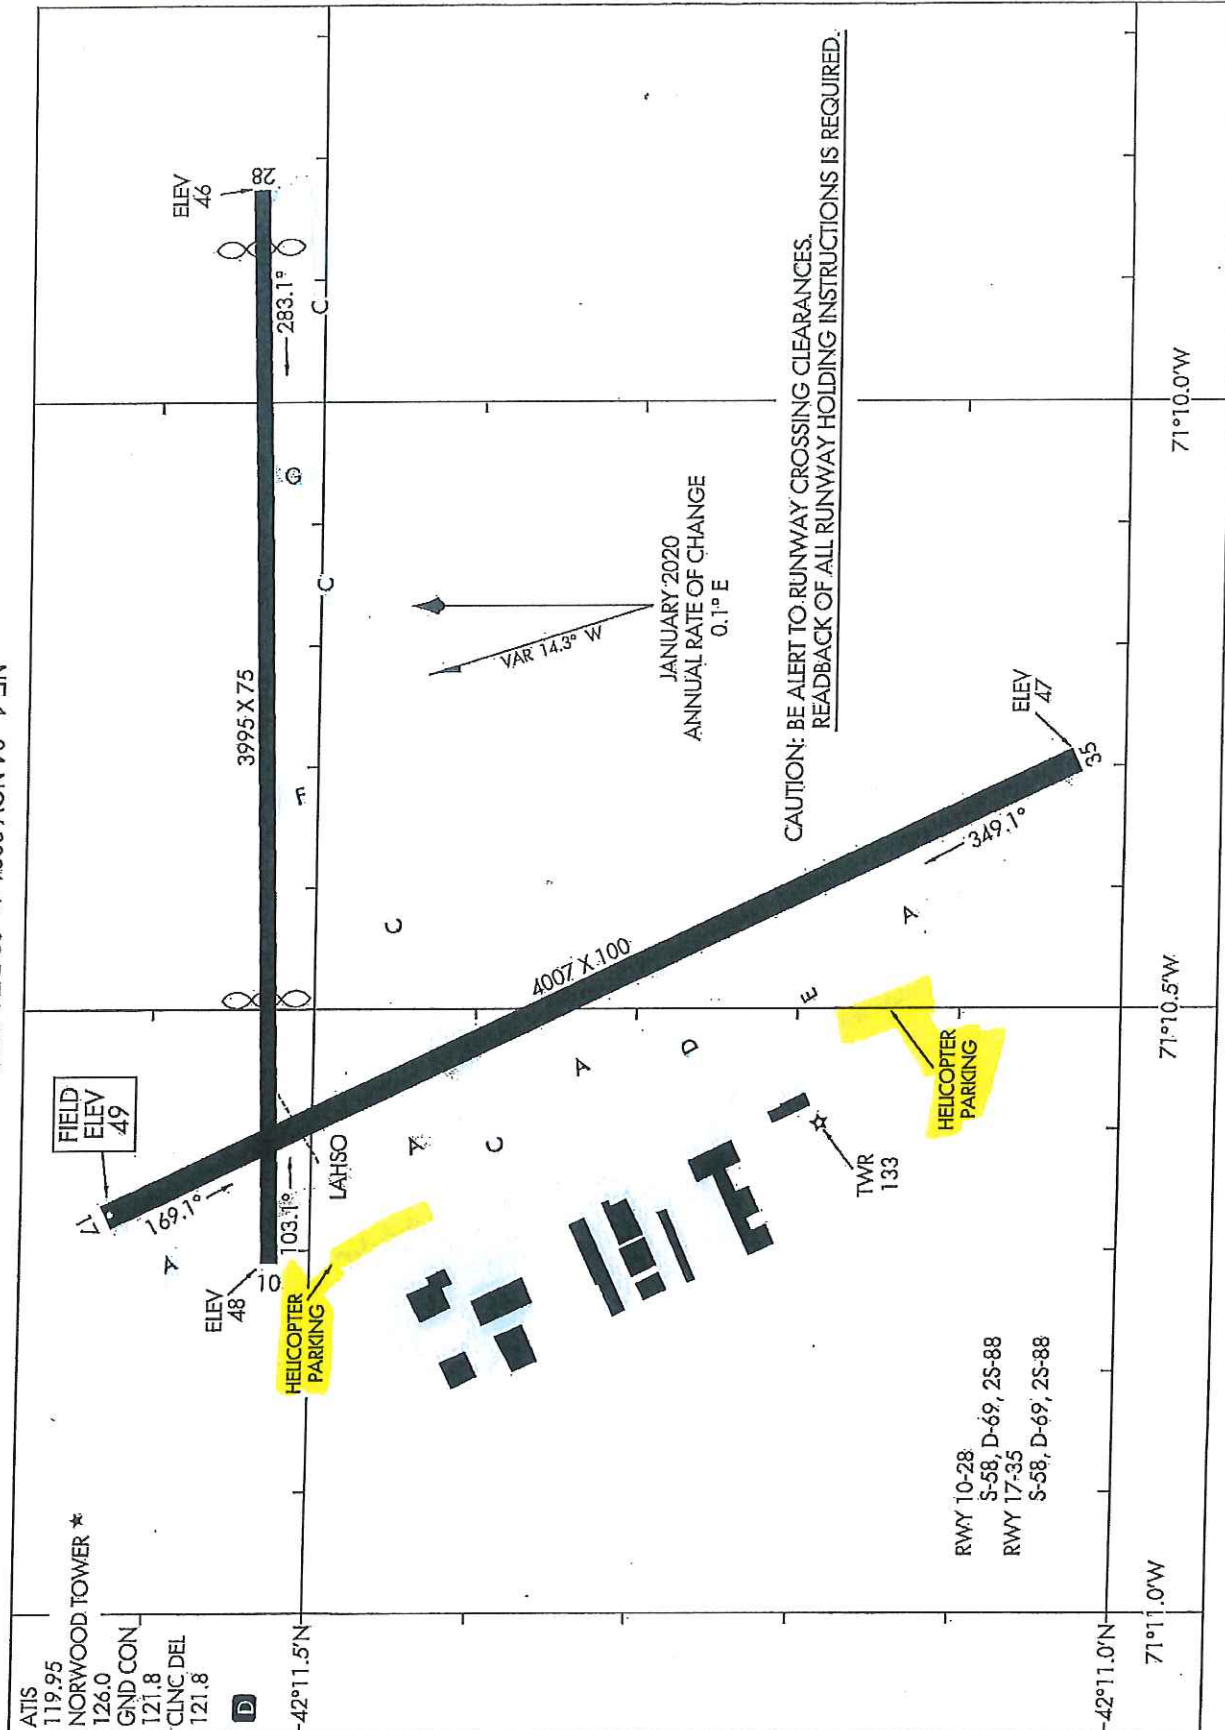 ATIS
119.95
NORWOOD TOWER ★
126.0
GND CON
121.8
CLNC DEL
121.8
D
FIELD
ELEV
49
17
169.1°
A
ELEV
48
10
103.1°
HELICOPTER
PARKING
LAHSO
3995 X 75
ELEV
46
28
283.1°
C
G
C
F
C
A
C
4007 X 100
A
D
E
A
VAR 14.3° W
JANUARY 2020
ANNUAL RATE OF CHANGE
0.1° E
CAUTION: BE ALERT TO RUNWAY CROSSING CLEARANCES.
READBACK OF ALL RUNWAY HOLDING INSTRUCTIONS IS REQUIRED.
ELEV
47
35
349.1°
HELICOPTER
PARKING
TWR
133
RWY 10-28
S-58, D-69, 2S-88
RWY 17-35
S-58, D-69, 2S-88
42°11.5'N
42°11.0'N
71°11.0'W
71°10.5'W
71°10.0'W